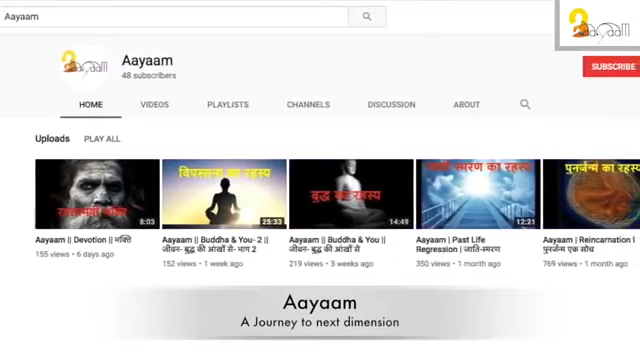 Aayaam
Aayaam
Aayaam
48 subscribers
SUBSCRIBE
HOME VIDEOS PLAYLISTS CHANNELS DISCUSSION ABOUT
Uploads PLAY ALL
8:03
विपस्सना का रहस्य
25:33
बुद्ध का रहस्य
14:49
जाति स्मरण का रहस्य
12:21
पुनर्जन्म का रहस्य
Aayaam || Devotion || भक्ति
155 views • 6 days ago
Aayaam || Buddha & You- 2 ||
जीवन- बुद्ध की आंखों से- भाग 2
152 views • 1 week ago
Aayaam || Buddha & You ||
जीवन- बुद्ध की आंखों से
219 views • 3 weeks ago
Aayaam | Past Life
Regression | जाति-स्मरण
350 views • 1 month ago
Aayaam | Reincarnation l
पुनर्जन्म एक सोच
769 views • 1 month ago
Aayaam
A Journey to next dimension